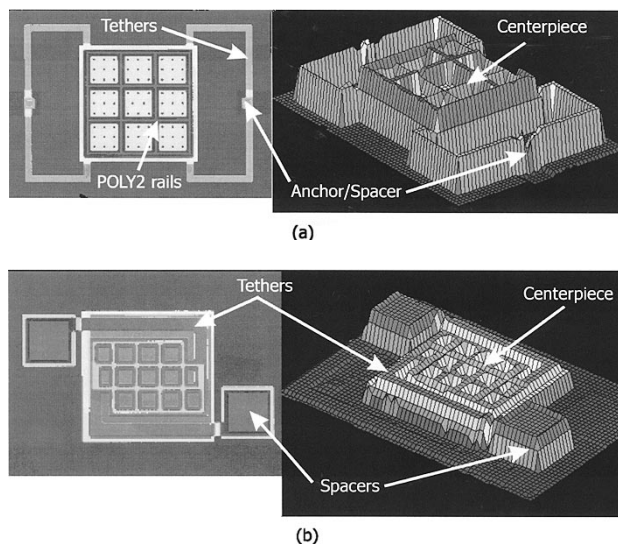 Tethers
Centerpiece
POLY2 rails
Anchor/Spacer
(a)
Tethers
Centerpiece
Spacers
(b)